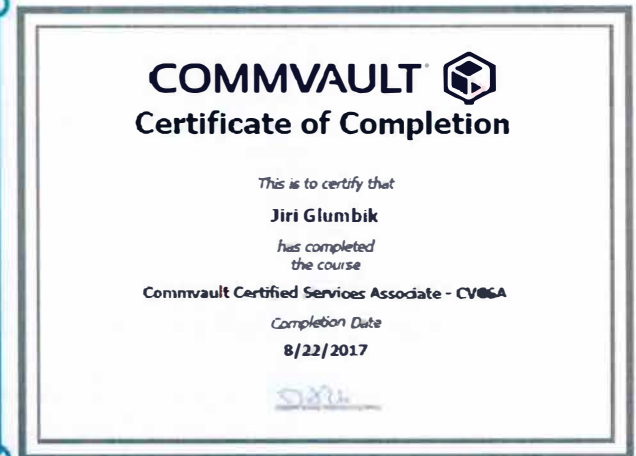 COMMVAULT
Certificate of Completion
This is to certify that
Jiri Glumbik
has completed
the course
Commvault Certified Services Associate -
Completion Date
8/22/2017